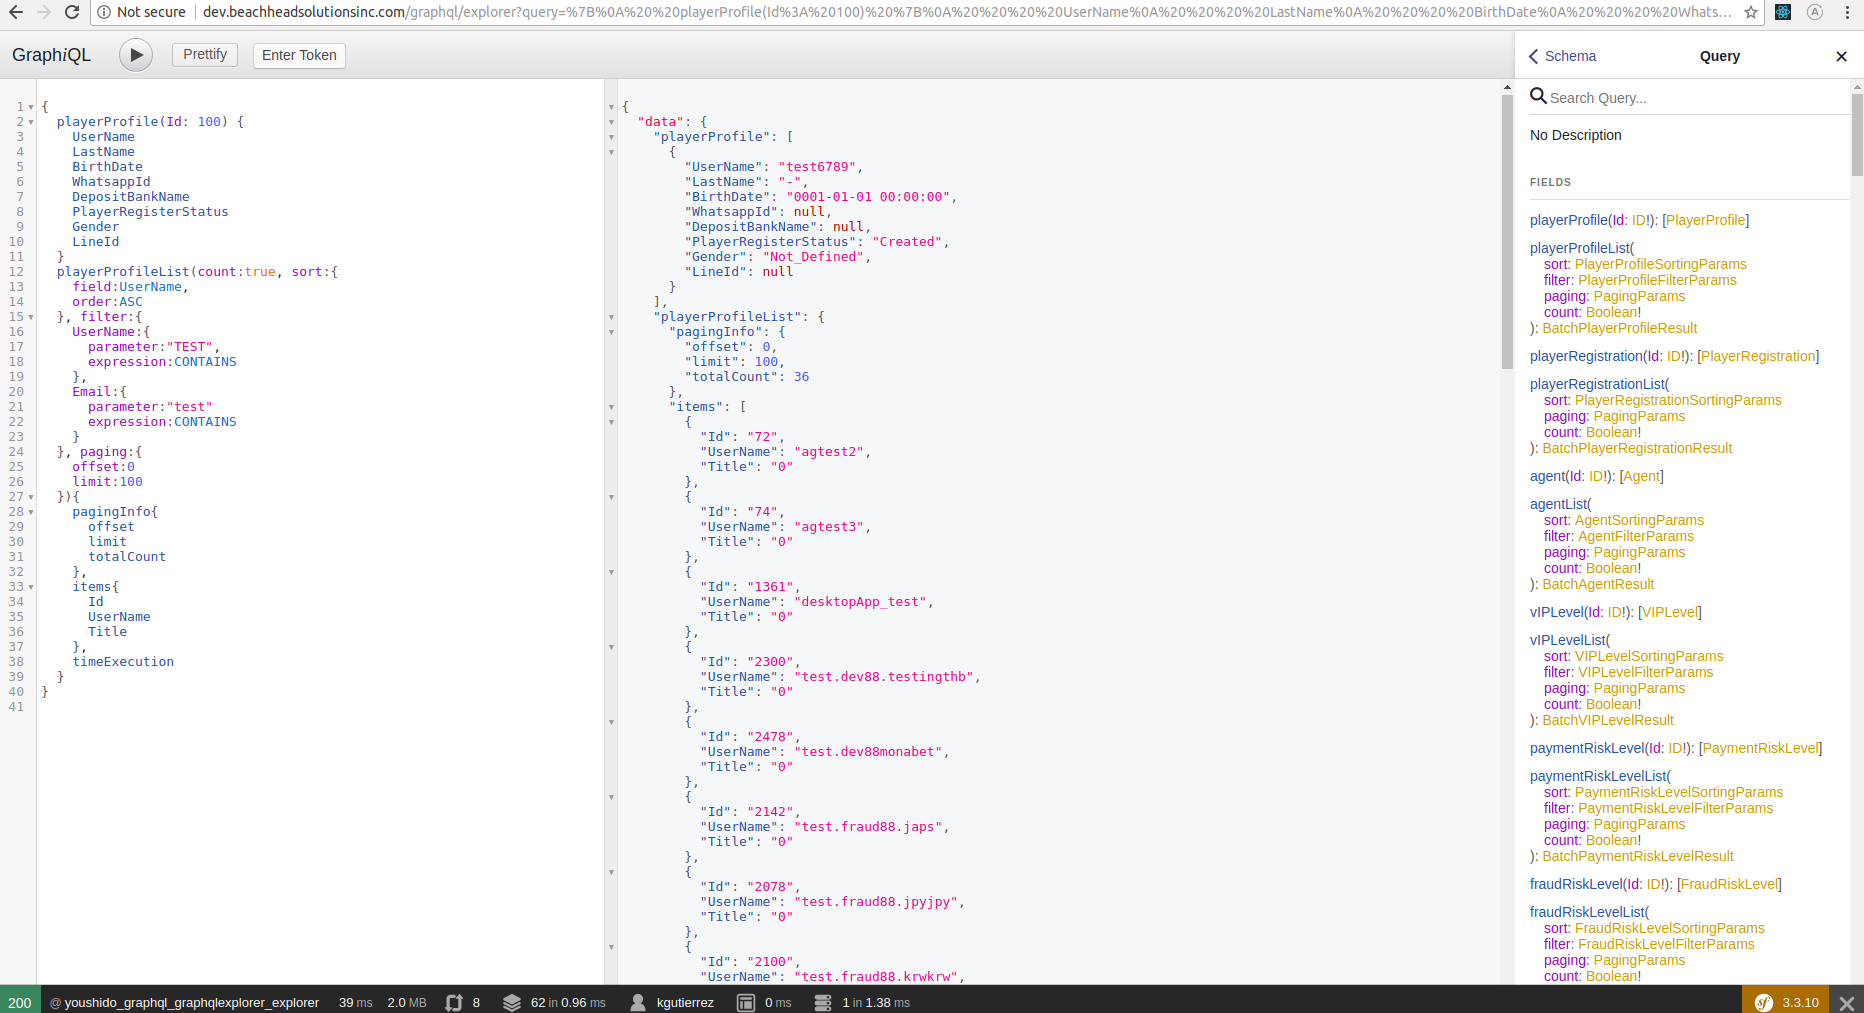 Not secure | dev.beachheadsolutionsinc.com/graphql/explorer?query=%7B%0A%20%20playerProfile(Id%3A%20100)%20%7B%0A%20%20%20%20UserName%0A%20%20%20%20LastName%0A%20%20%20%20BirthDate%0A%20%20%20%20Whats...
GraphiQL
Prettify
Enter Token
1 {
2 playerProfile(Id: 100) {
3 UserName
4 LastName
5 BirthDate
6 WhatsappId
7 DepositBankName
8 PlayerRegisterStatus
9 Gender
10 LineId
11 }
12 playerProfileList(count:true, sort:{
13 field:UserName,
14 order:ASC
15 }, filter:{
16 UserName:{
17 parameter:"TEST",
18 expression:CONTAINS
19 },
20 Email:{
21 parameter:"test"
22 expression:CONTAINS
23 }
24 }, paging:{
25 offset:0
26 limit:100
27 }){
28 pagingInfo{
29 offset
30 limit
31 totalCount
32 },
33 items{
34 Id
35 UserName
36 Title
37 },
38 timeExecution
39 }
40 }
41
{
"data": {
"playerProfile": [
{
"UserName": "test6789",
"LastName": "-",
"BirthDate": "0001-01-01 00:00:00",
"WhatsappId": null,
"DepositBankName": null,
"PlayerRegisterStatus": "Created",
"Gender": "Not_Defined",
"LineId": null
}
],
"playerProfileList": {
"pagingInfo": {
"offset": 0,
"limit": 100,
"totalCount": 36
},
"items": [
{
"Id": "72",
"UserName": "agtest2",
"Title": "0"
},
{
"Id": "74",
"UserName": "agtest3",
"Title": "0"
},
{
"Id": "1361",
"UserName": "desktopApp_test",
"Title": "0"
},
{
"Id": "2300",
"UserName": "test.dev88.testingthb",
"Title": "0"
},
{
"Id": "2478",
"UserName": "test.dev88monabet",
"Title": "0"
},
{
"Id": "2142",
"UserName": "test.fraud88.japs",
"Title": "0"
},
{
"Id": "2078",
"UserName": "test.fraud88.jpyjpy",
"Title": "0"
},
{
"Id": "2100",
"UserName": "test.fraud88.krwkrw",
Schema
Query
Search Query...
No Description
FIELDS
playerProfile(Id: ID!): [PlayerProfile]
playerProfileList(
sort: PlayerProfileSortingParams
filter: PlayerProfileFilterParams
paging: PagingParams
count: Boolean!
): BatchPlayerProfileResult
playerRegistration(Id: ID!): [PlayerRegistration]
playerRegistrationList(
sort: PlayerRegistrationSortingParams
paging: PagingParams
count: Boolean!
): BatchPlayerRegistrationResult
agent(Id: ID!): [Agent]
agentList(
sort: AgentSortingParams
filter: AgentFilterParams
paging: PagingParams
count: Boolean!
): BatchAgentResult
vIPLevel(Id: ID!): [VIPLevel]
vIPLevelList(
sort: VIPLevelSortingParams
filter: VIPLevelFilterParams
paging: PagingParams
count: Boolean!
): BatchVIPLevelResult
paymentRiskLevel(Id: ID!): [PaymentRiskLevel]
paymentRiskLevelList(
sort: PaymentRiskLevelSortingParams
filter: PaymentRiskLevelFilterParams
paging: PagingParams
count: Boolean!
): BatchPaymentRiskLevelResult
fraudRiskLevel(Id: ID!): [FraudRiskLevel]
fraudRiskLevelList(
sort: FraudRiskLevelSortingParams
filter: FraudRiskLevelFilterParams
paging: PagingParams
count: Boolean!
200 @ youshido_graphql_graphqlexplorer_explorer 39 ms 2.0 MB 8 62 in 0.96 ms kgutierrez 0 ms 1 in 1.38 ms sf 3.3.10